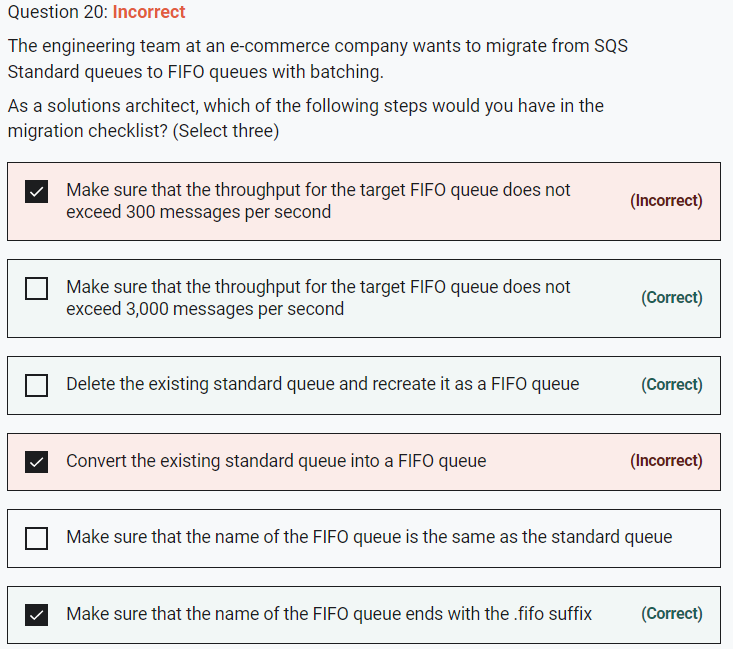 Question 20: Incorrect
The engineering team at an e-commerce company wants to migrate from SQS
Standard queues to FIFO queues with batching.
As a solutions architect, which of the following steps would you have in the
migration checklist? (Select three)
Make sure that the throughput for the target FIFO queue does not
exceed 300 messages per second
(Incorrect)
Make sure that the throughput for the target FIFO queue does not
exceed 3,000 messages per second
(Correct)
Delete the existing standard queue and recreate it as a FIFO queue
(Correct)
Convert the existing standard queue into a FIFO queue
(Incorrect)
Make sure that the name of the FIFO queue is the same as the standard queue
Make sure that the name of the FIFO queue ends with the .fifo suffix
(Correct)